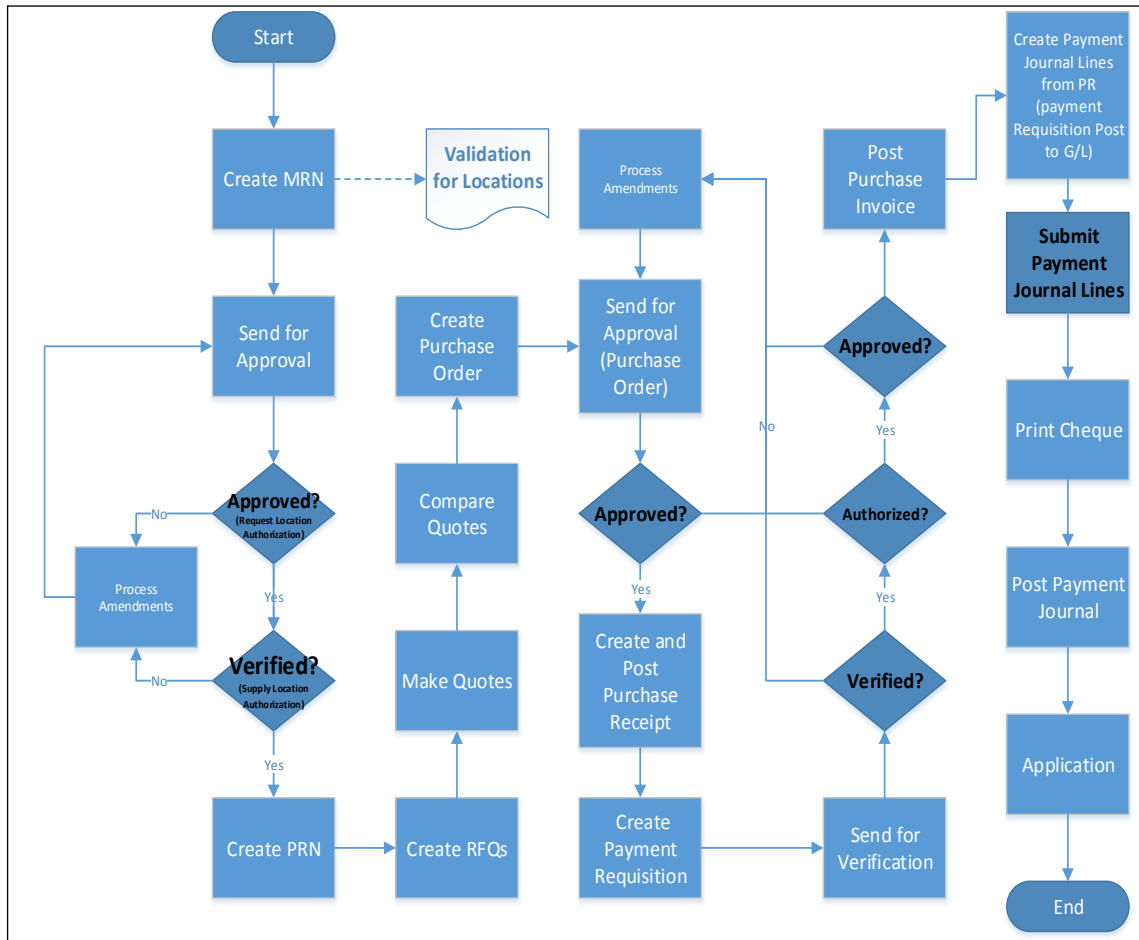 Start
Create MRN
Validation
for Locations
Send for
Approval
Approved?
(Request Location
Authorization)
No
Process
Amendments
Yes
Verified?
(Supply Location
Authorization)
No
Yes
Create PRN
Create RFQs
Make Quotes
Compare
Quotes
Create
Purchase
Order
Process
Amendments
Send for
Approval
(Purchase
Order)
Approved?
Yes
Create and
Post
Purchase
Receipt
Create
Payment
Requisition
Send for
Verification
Verified?
Yes
Authorized?
Yes
No
Approved?
Post
Purchase
Invoice
Create Payment
Journal Lines
from PR
(payment
Requisition Post
to G/L)
Submit
Payment
Journal Lines
Print Cheque
Post Payment
Journal
Application
End